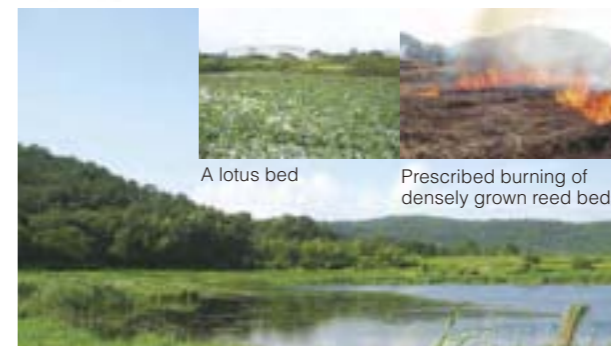 A lotus bed
Prescribed burning of
densely grown reed bed